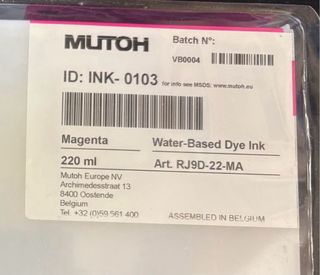 MUTOH
Batch N°:
VB0004
ID: INK- 0103 for info see MSDS: www.mutoh.eu
Magenta
Water-Based Dye Ink
220 ml
Art. RJ9D-22-MA
Mutoh Europe NV
Archimedesstraat 13
8400 Oostende
Belgium
Tel. +32 (0)59 561 400
ASSEMBLED IN BELGIUM